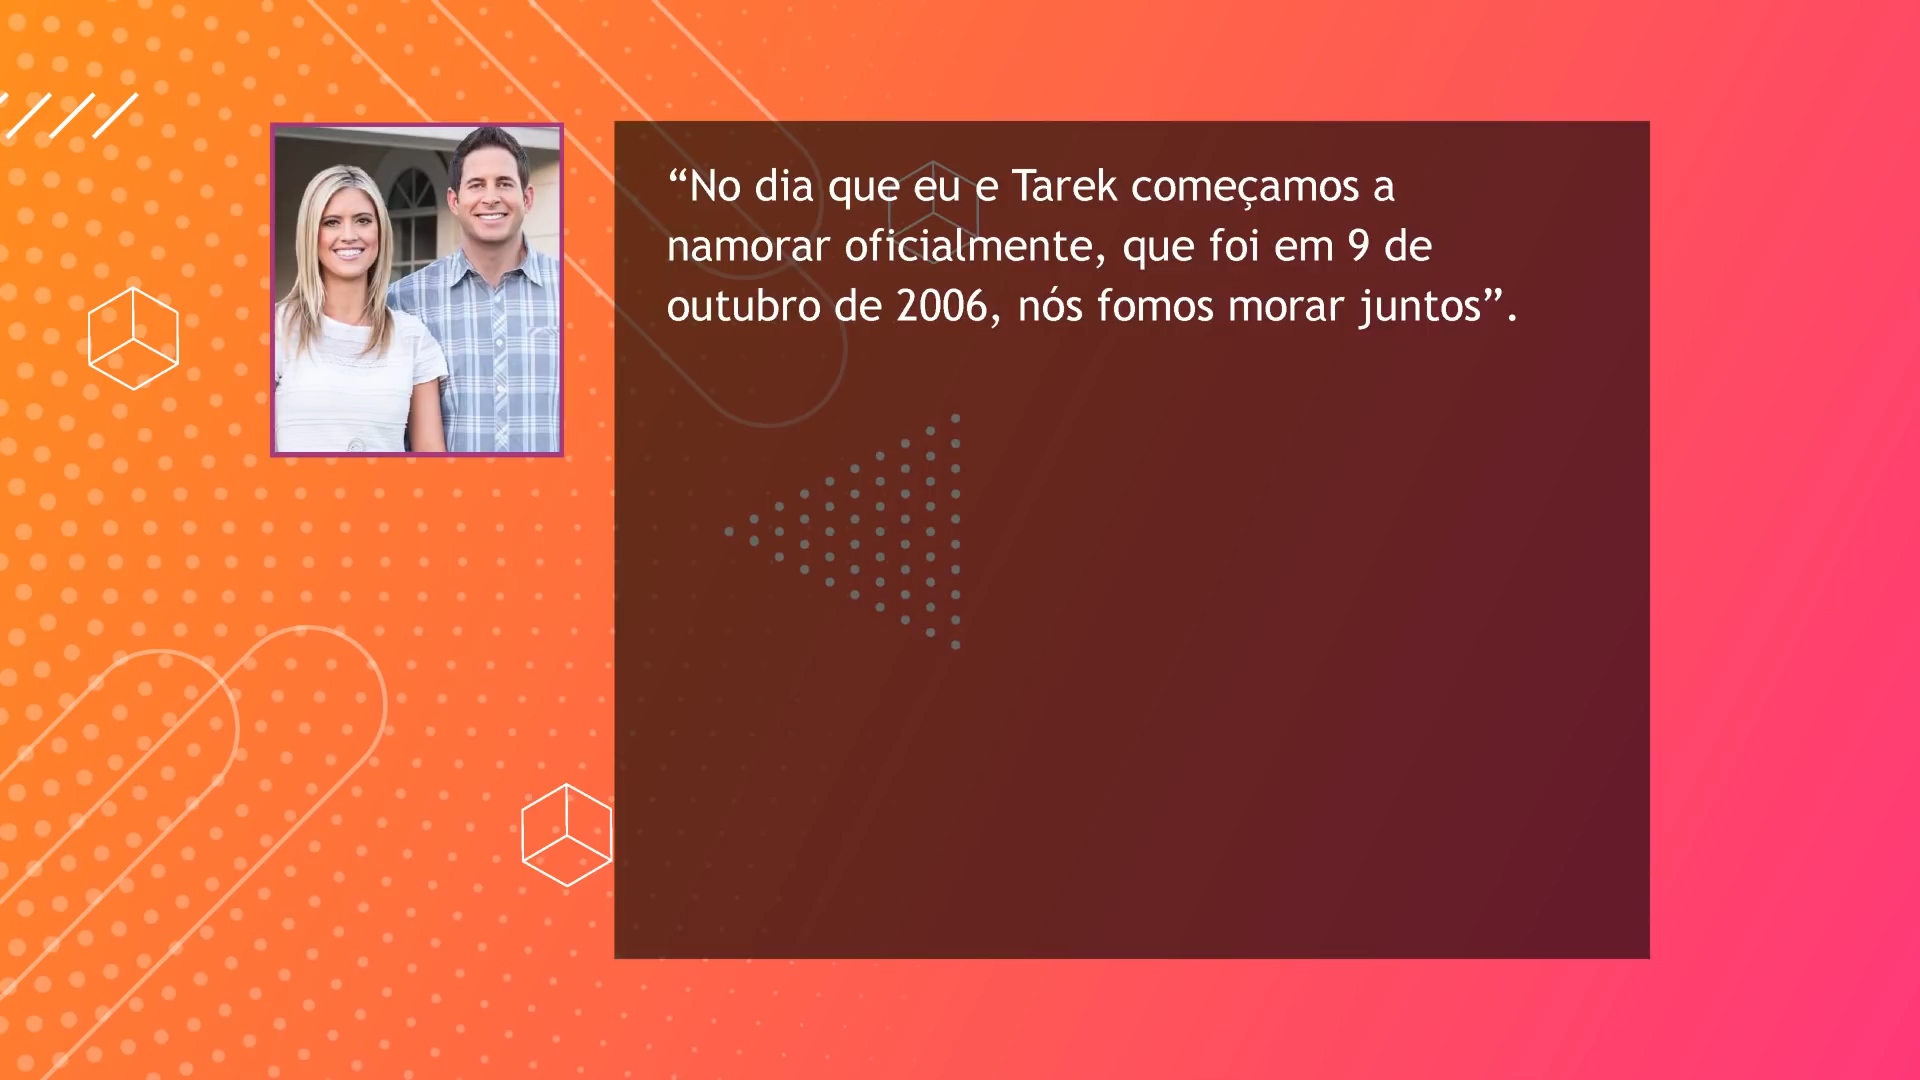 “No dia que eu e Tarek começamos a
namorar oficialmente, que foi em 9 de
outubro de 2006, nós fomos morar juntos”.